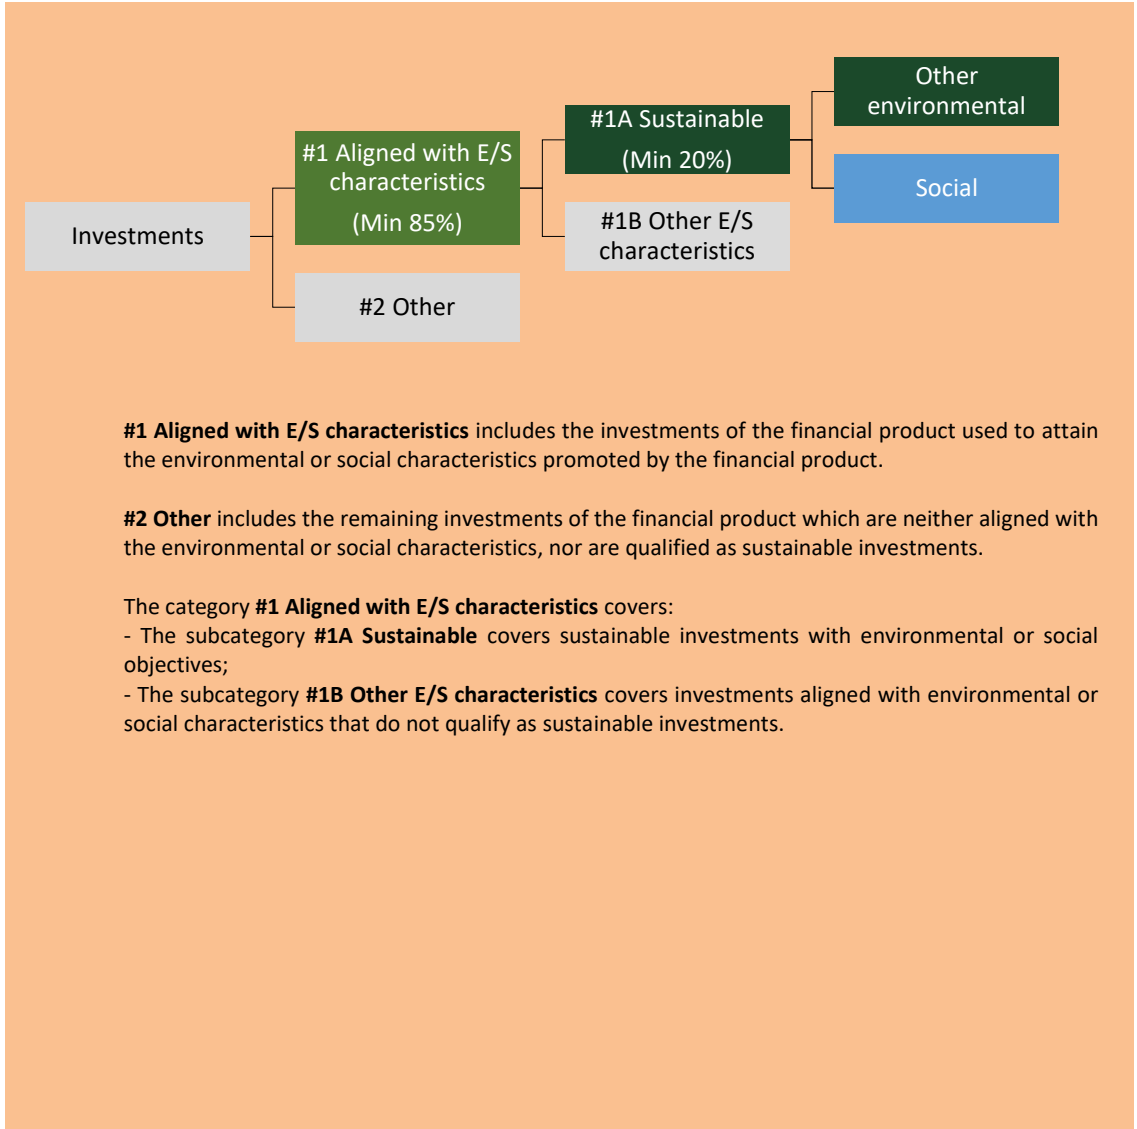 Other
environmental
#1A Sustainable
(Min 20%)
#1 Aligned with E/S
characteristics
(Min 85%)
Social
Investments
#1B Other E/S
characteristics
#2 Other
#1 Aligned with E/S characteristics includes the investments of the financial product used to attain
the environmental or social characteristics promoted by the financial product.
#2 Other includes the remaining investments of the financial product which are neither aligned with
the environmental or social characteristics, nor are qualified as sustainable investments.
The category #1 Aligned with E/S characteristics covers:
- The subcategory #1A Sustainable covers sustainable investments with environmental or social
objectives;
- The subcategory #1B Other E/S characteristics covers investments aligned with environmental or
social characteristics that do not qualify as sustainable investments.